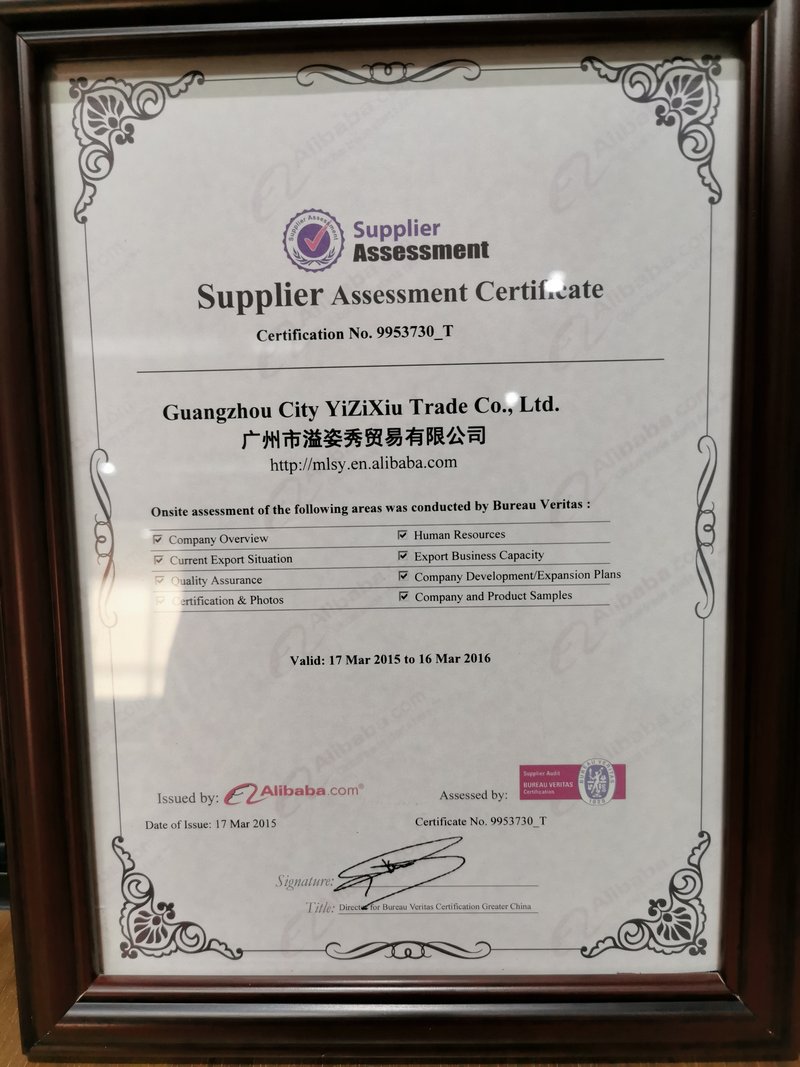 Supplier Assessment
Supplier
Assessment
Supplier Assessment Certificate
Certification No. 9953730_T
Guangzhou City YiZiXiu Trade Co., Ltd.
广州市溢姿秀贸易有限公司
http://mlsy.en.alibaba.com
Onsite assessment of the following areas was conducted by Bureau Veritas :
Company Overview
Human Resources
Current Export Situation
Export Business Capacity
Quality Assurance
Company Development/Expansion Plans
Certification & Photos
Company and Product Samples
Valid: 17 Mar 2015 to 16 Mar 2016
Issued by: Alibaba.com®
Assessed by:
Supplier Audit
BUREAU VERITAS
Certification
BUREAU VERITAS
1828
Date of Issue: 17 Mar 2015
Certificate No. 9953730_T
Signature:
Title: Director for Bureau Veritas Certification Greater China